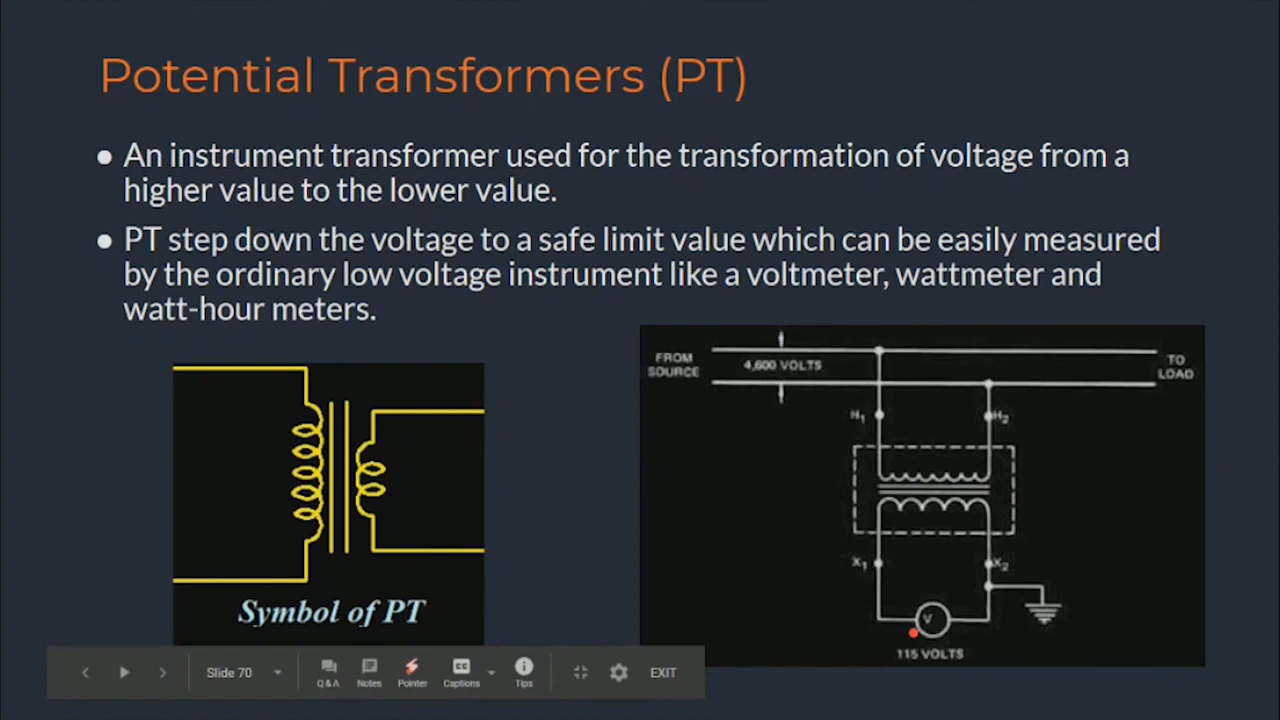 Potential Transformers (PT)
● An instrument transformer used for the transformation of voltage from a
higher value to the lower value.
● PT step down the voltage to a safe limit value which can be easily measured
by the ordinary low voltage instrument like a voltmeter, wattmeter and
watt-hour meters.
Symbol of PT
FROM
SOURCE
4,600 VOLTS
TO
LOAD
H1
H2
X1
X2
V
115 VOLTS
Slide 70
Q&A
Notes
Pointer
CC
Captions
Tips
EXIT